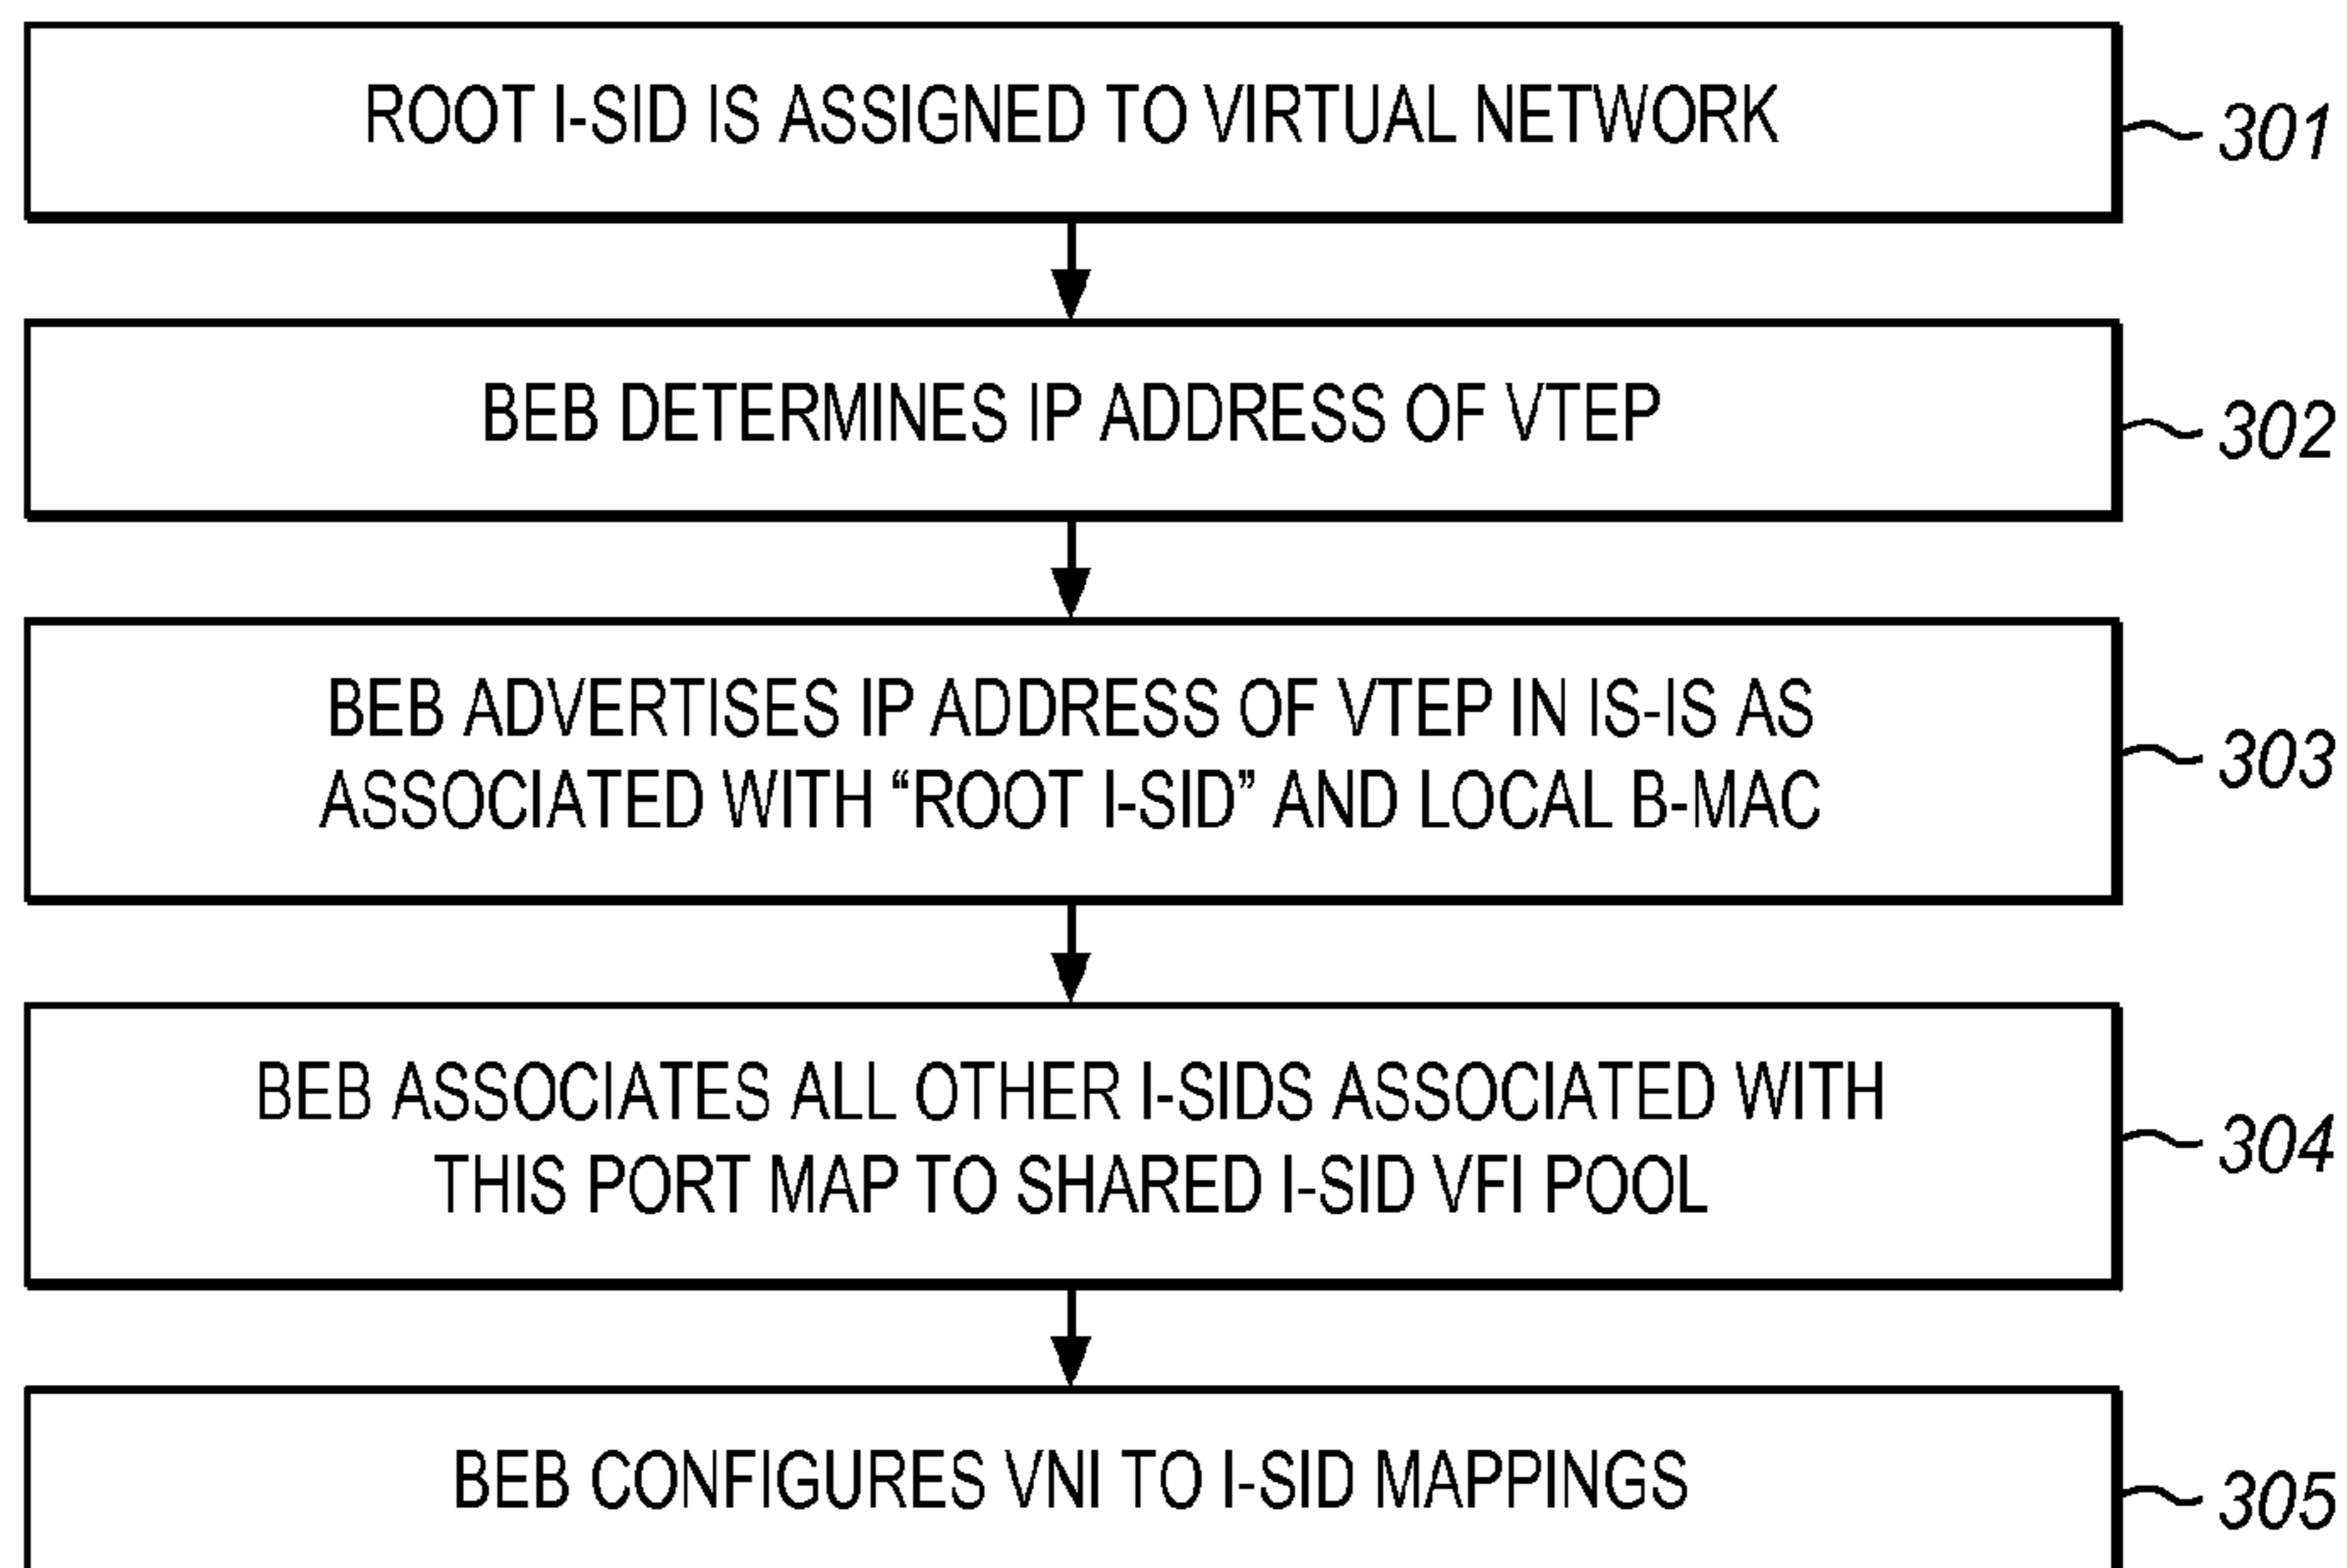 ROOT I-SID IS ASSIGNED TO VIRTUAL NETWORK
301
BEB DETERMINES IP ADDRESS OF VTEP
302
BEB ADVERTISES IP ADDRESS OF VTEP IN IS-IS AS
ASSOCIATED WITH “ROOT I-SID” AND LOCAL B-MAC
303
BEB ASSOCIATES ALL OTHER I-SIDS ASSOCIATED WITH
THIS PORT MAP TO SHARED I-SID VFI POOL
304
BEB CONFIGURES VNI TO I-SID MAPPINGS
305